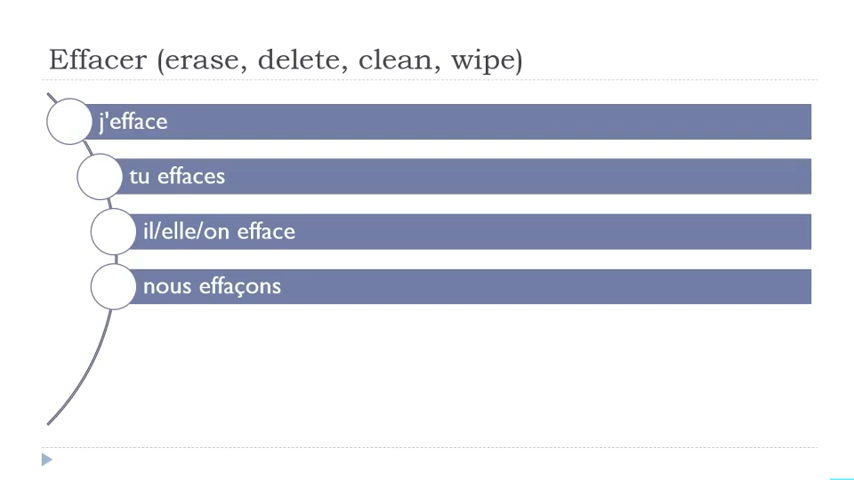 Effacer (erase, delete, clean, wipe)
j'efface
tu effaces
il/elle/on efface
nous effaçons